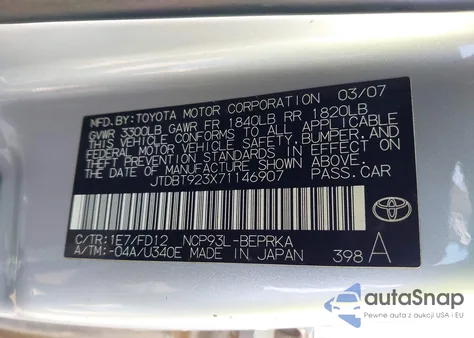 MFD.BY:TOYOTA MOTOR CORPORATION 03/07
GVWR 3300LB GAWR FR 1840LB RR 1820LB
THIS VEHICLE CONFORMS TO ALL APPLICABLE
FEDERAL MOTOR VEHICLE SAFETY,BUMPER,AND
THEFT PREVENTION STANDARDS IN EFFECT ON
THE DATE OF MANUFACTURE SHOWN ABOVE.
JTDBT923X71146907 PASS.CAR
C/TR:1E7/FD12 NCP93L-BEPRKA
A/TM:-04A/U340E MADE IN JAPAN 398 A
TOYOTA
autoSnap
Pewne auta z USA i EU